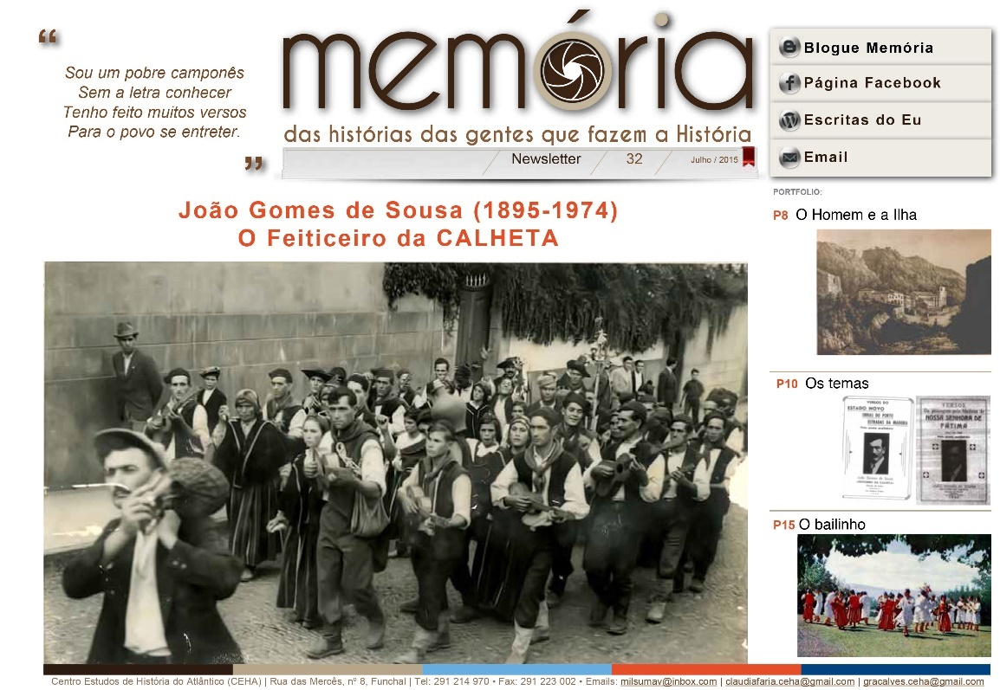 “
Sou um pobre camponês
Sem a letra conhecer
Tenho feito muitos versos
Para o povo se entreter.
”
memória
das histórias das gentes que fazem a História
Newsletter 32 Julho / 2015
Blogue Memória
Página Facebook
Escritas do Eu
Email
João Gomes de Sousa (1895-1974)
O Feiticeiro da CALHETA
PORTFOLIO:
P8 O Homem e a Ilha
P10 Os temas
VERSOS DO
ESTADO NOVO
OBRAS DO PORTO
ESTRADAS DA MADEIRA
João Gomes de Sousa
VERSOS
NOSSA SENHORA DE
FÁTIMA
P15 O bailinho
Centro Estudos de História do Atlântico (CEHA) | Rua das Mercês, nº 8, Funchal | Tel: 291 214 970 • Fax: 291 223 002 • Emails: milsumav@inbox.com | claudiafaria.ceha@gmail.com | gracalves.ceha@gmail.com